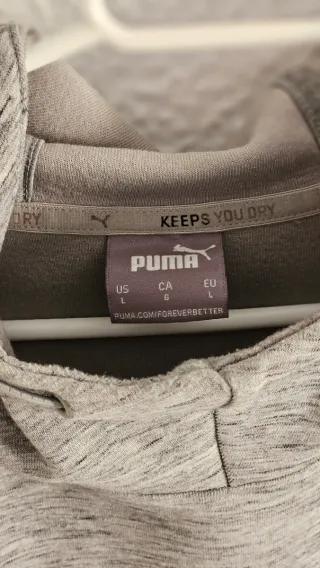 DRY KEEPS YOU DRY
PUMA
US CA EU
L G L
PUMA.COM/FOREVERBETTER